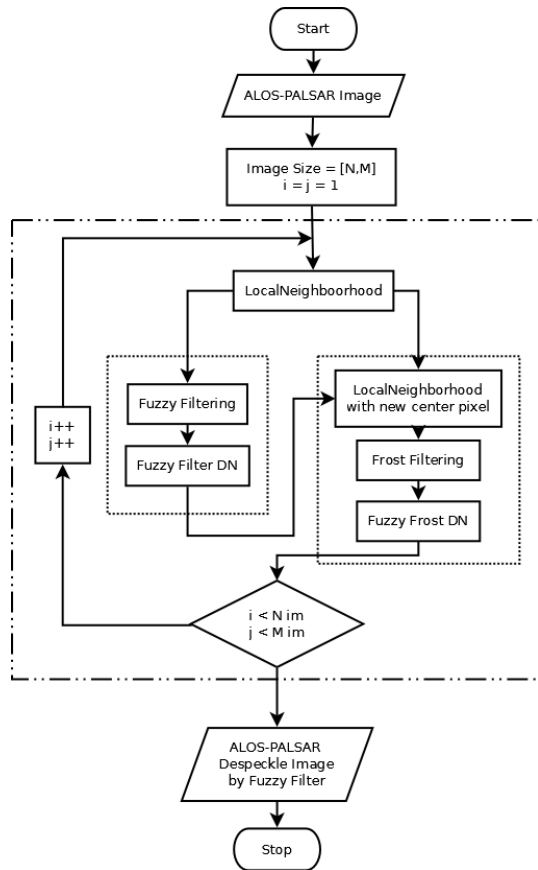 Start
ALOS-PALSAR Image
Image Size = [N,M]
i = j = 1
LocalNeighboorhood
Fuzzy Filtering
Fuzzy Filter DN
LocalNeighborhood
with new center pixel
Frost Filtering
Fuzzy Frost DN
i++
j++
i < N im
j < M im
ALOS-PALSAR
Despeckle Image
by Fuzzy Filter
Stop